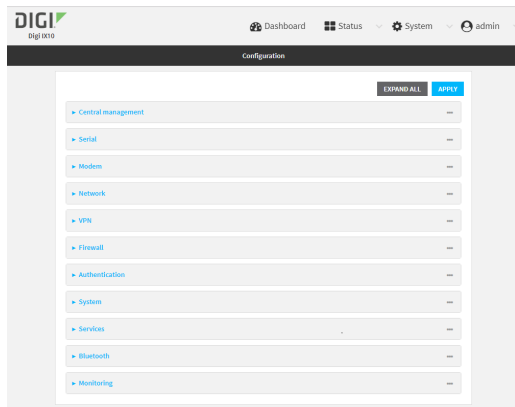 DIGI
Digi IX10
Dashboard
Status
System
admin
Configuration
EXPAND ALL
APPLY
Central management
Serial
Modem
Network
VPN
Firewall
Authentication
System
Services
Bluetooth
Monitoring